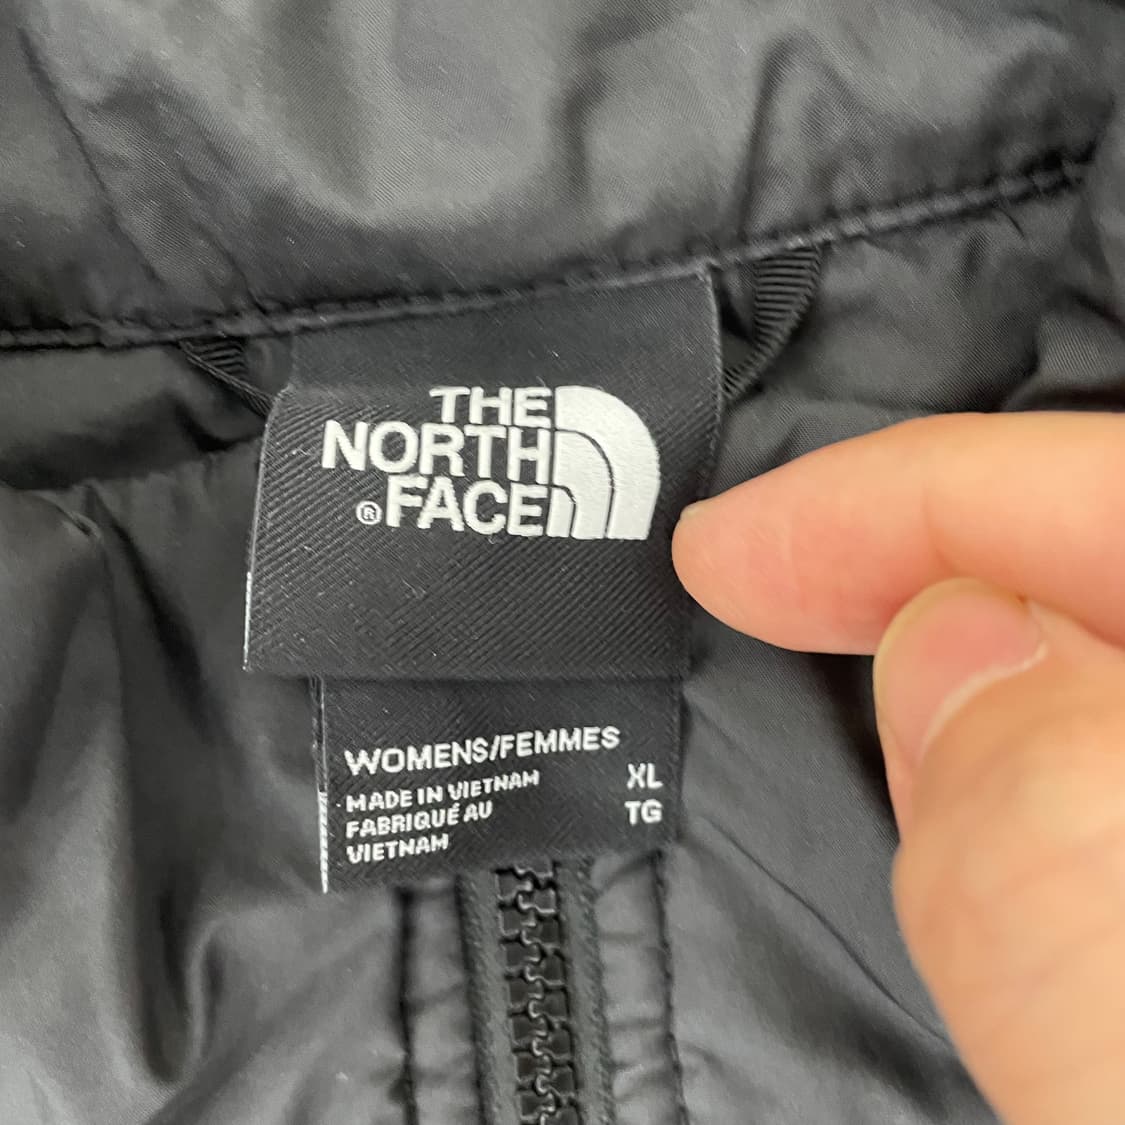 THE
NORTH
®FACE
WOMENS/FEMMES
MADE IN VIETNAM
FABRIQUÉ AU
VIETNAM
XL
TG